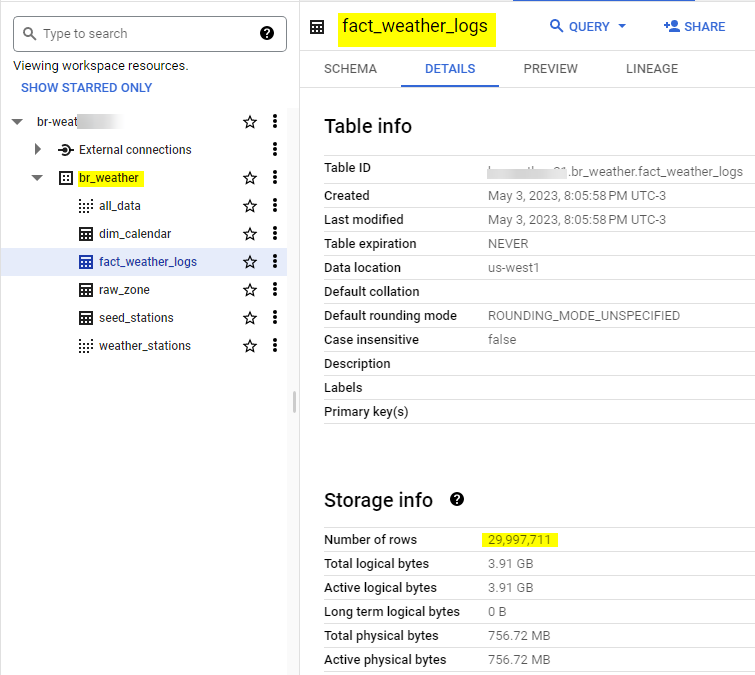 Type to search
Viewing workspace resources.
SHOW STARRED ONLY
br-weat
External connections
br_weather
all_data
dim_calendar
fact_weather_logs
raw_zone
seed_stations
weather_stations
fact_weather_logs
QUERY
SHARE
SCHEMA DETAILS PREVIEW LINEAGE
Table info
Table ID .br_weather.fact_weather_logs
Created May 3, 2023, 8:05:58 PM UTC-3
Last modified May 3, 2023, 8:05:58 PM UTC-3
Table expiration NEVER
Data location us-west1
Default collation
Default rounding mode ROUNDING_MODE_UNSPECIFIED
Case insensitive false
Description
Labels
Primary key(s)
Storage info
Number of rows 29,997,711
Total logical bytes 3.91 GB
Active logical bytes 3.91 GB
Long term logical bytes 0 B
Total physical bytes 756.72 MB
Active physical bytes 756.72 MB